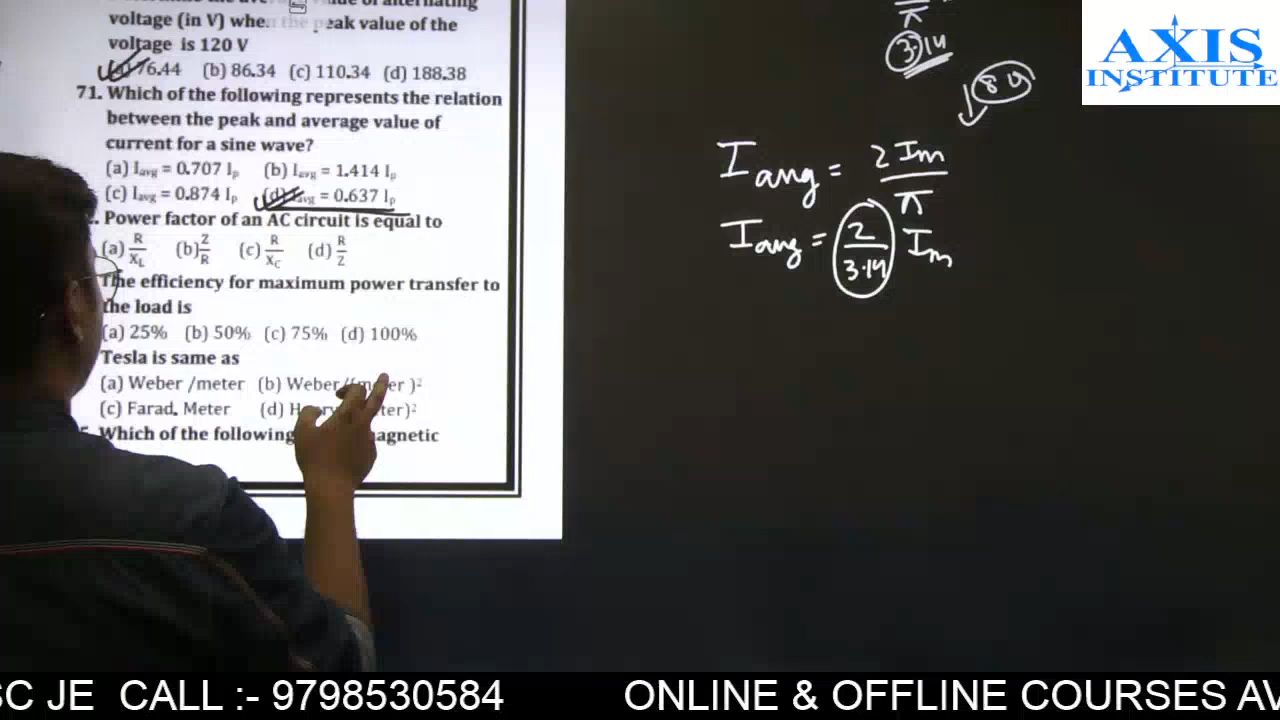 voltage (in V) whe. the peak value of the
voltage is 120 V
(a) 76.44 (b) 86.34 (c) 110.34 (d) 188.38
71. Which of the following represents the relation
between the peak and average value of
current for a sine wave?
(a) Iavg = 0.707 Ip (b) Iavg = 1.414 Ip
(c) Iavg = 0.874 Ip (d) Iavg = 0.637 Ip
Power factor of an AC circuit is equal to
(a) R/XL (b) Z/R (c) R/XC (d) R/Z
The efficiency for maximum power transfer to
the load is
(a) 25% (b) 50% (c) 75% (d) 100%
Tesla is same as
(a) Weber /meter (b) Weber/(meter )²
(c) Farad. Meter (d)
Which of the following
π
3.14
Iavg = 2 Im / π
Iavg = 2 / 3.14 Im
AXIS
INSTITUTE
SC JE CALL :- 9798530584 ONLINE & OFFLINE COURSES AV